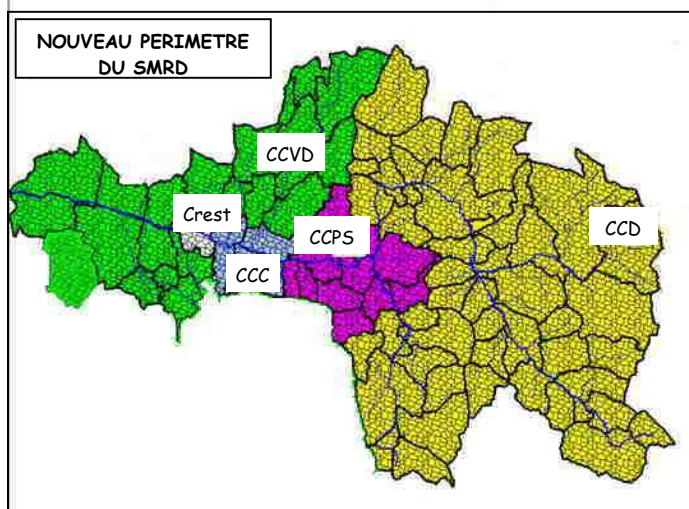 NOUVEAU PERIMETRE
DU SMRD
CCVD
Crest
CCPS
CCD
CCC